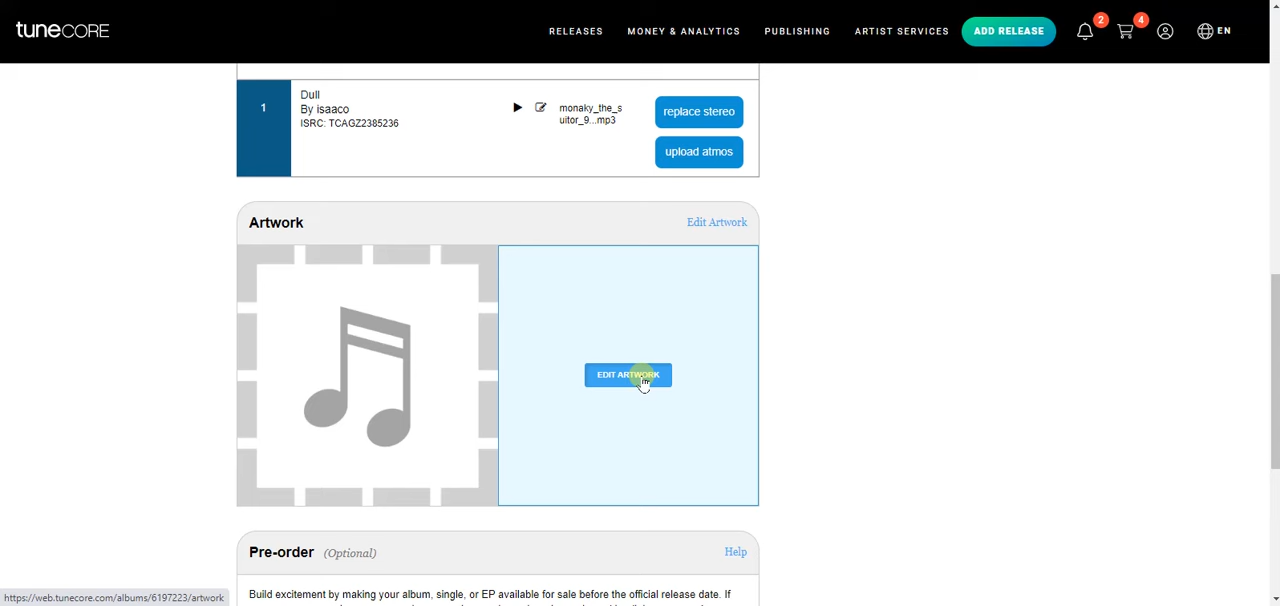 tunecore
RELEASES MONEY & ANALYTICS PUBLISHING ARTIST SERVICES ADD RELEASE 2 4 EN
1
Dull
By isaaco
ISRC: TCAGZ2385236
monaky_the_s
uitor_9...mp3
replace stereo
upload atmos
Artwork Edit Artwork
EDIT ARTWORK
Pre-order (Optional) Help
Build excitement by making your album, single, or EP available for sale before the official release date. If
https://web.tunecore.com/albums/6197223/artwork